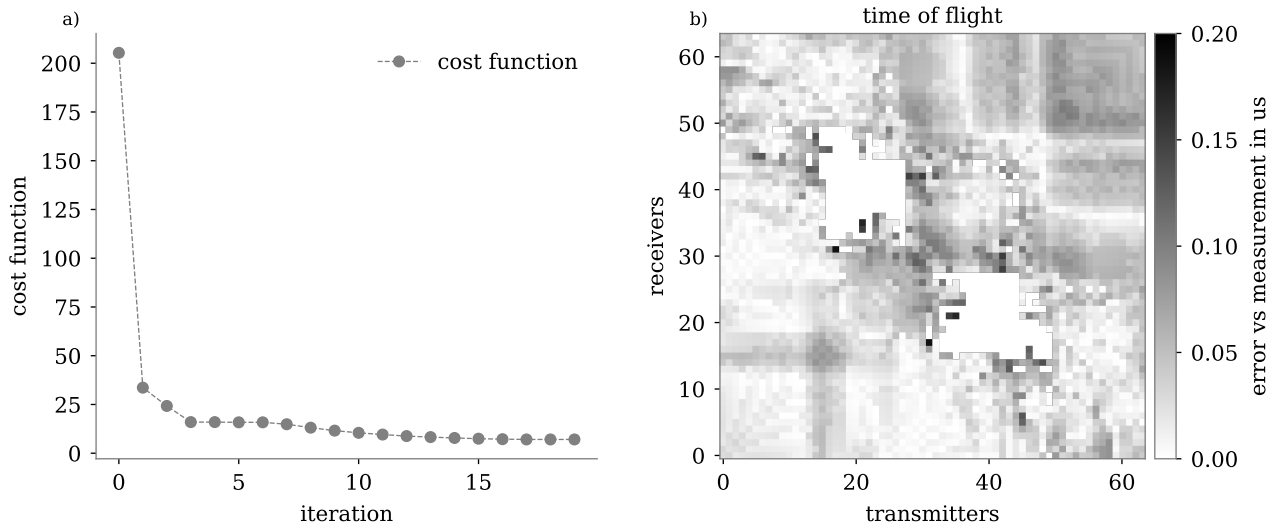 a)
cost function
200
175
150
125
100
75
50
25
0
cost function
0 5 10 15
iteration
b)
time of flight
receivers
60
50
40
30
20
10
0
0 20 40 60
transmitters
0.20
0.15
0.10
0.05
0.00
error vs measurement in us